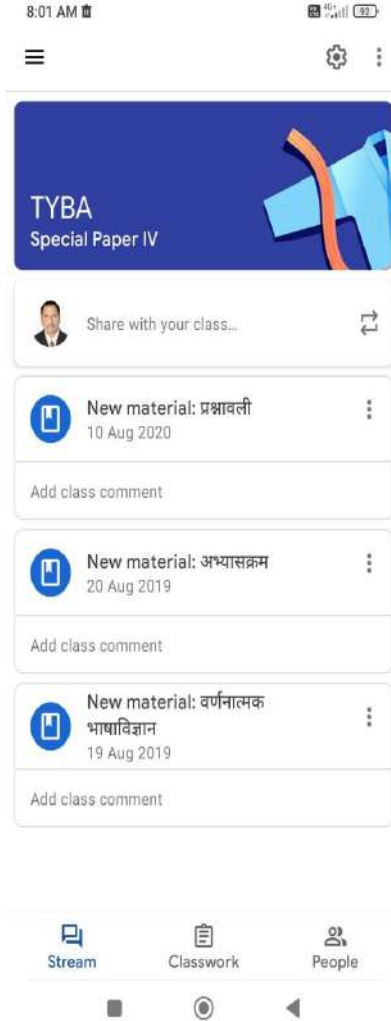 8:01 AM
4G+
92
TYBA
Special Paper IV
Share with your class...
New material: प्रश्नावली
10 Aug 2020
Add class comment
New material: अभ्यासक्रम
20 Aug 2019
Add class comment
New material: वर्णनात्मक
भाषाविज्ञान
19 Aug 2019
Add class comment
Stream Classwork People